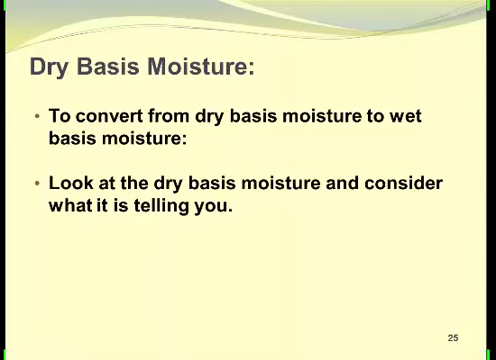 Dry Basis Moisture:
• To convert from dry basis moisture to wet
basis moisture:
• Look at the dry basis moisture and consider
what it is telling you.
25